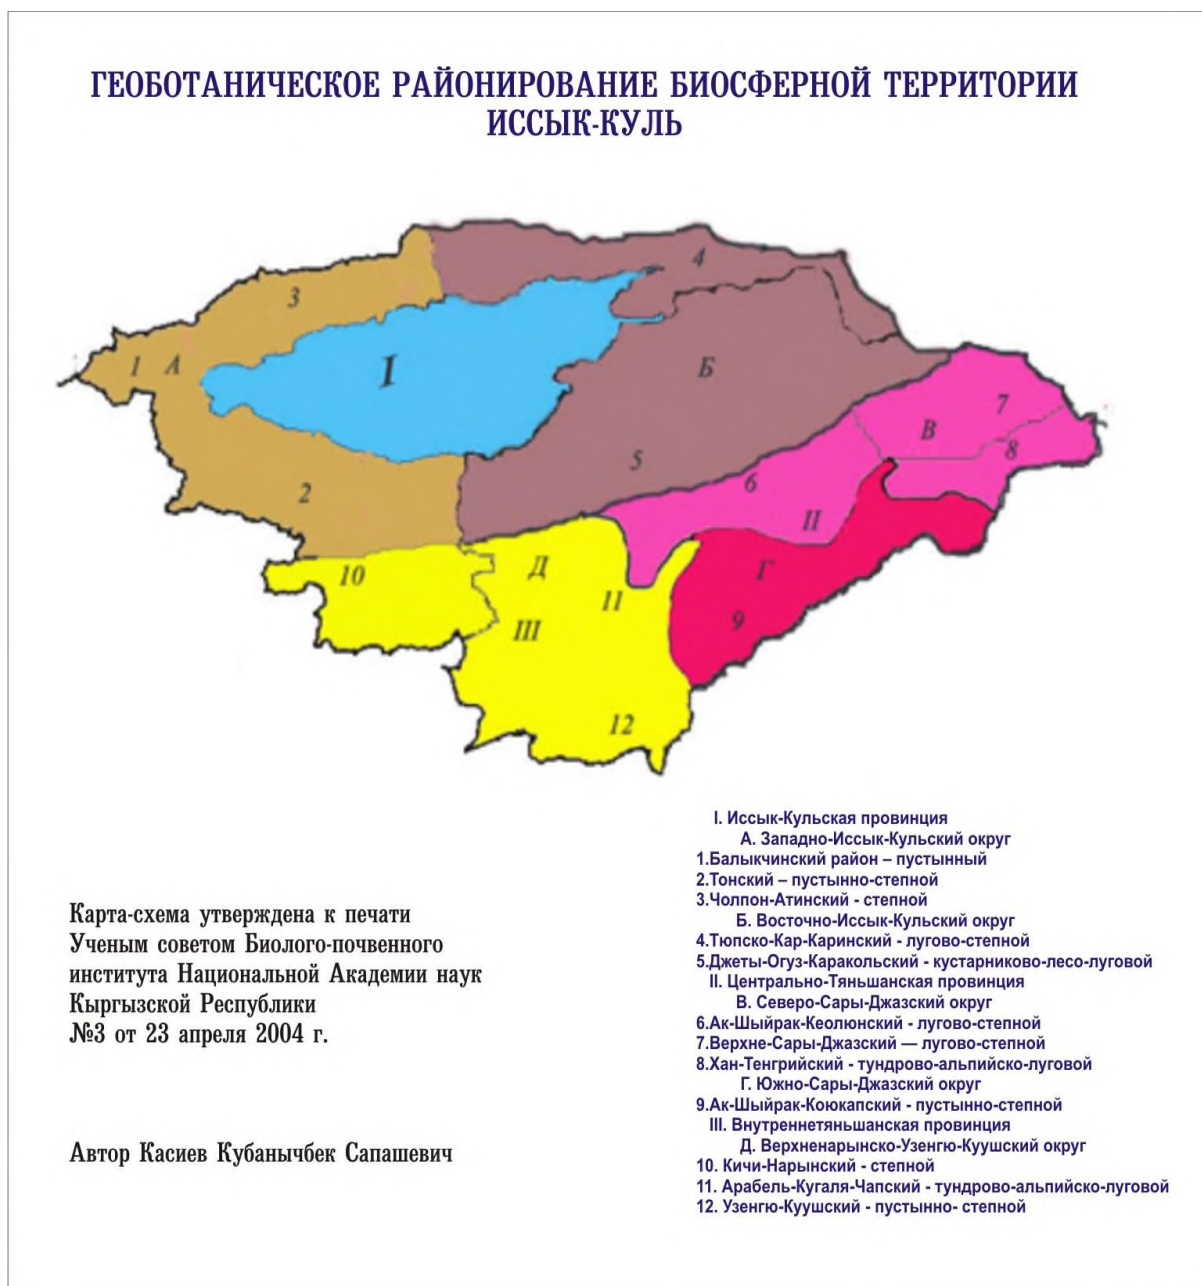 ГЕОБОТАНИЧЕСКОЕ РАЙОНИРОВАНИЕ БИОСФЕРНОЙ ТЕРРИТОРИИ
ИССЫК-КУЛЬ
4
3
1 А
I
Б
7
В
8
5
6
2
II
10
Д
Г
11
III
9
12
Карта-схема утверждена к печати
Ученым советом Биолого-почвенного
института Национальной Академии наук
Кыргызской Республики
№3 от 23 апреля 2004 г.
Автор Касиев Кубанычбек Сапашевич
I. Иссык-Кульская провинция
А. Западно-Иссык-Кульский округ
1.Балыкчинский район – пустынный
2.Тонский – пустынно-степной
3.Чолпон-Атинский - степной
Б. Восточно-Иссык-Кульский округ
4.Тюпско-Кар-Каринский - лугово-степной
5.Джеты-Огуз-Каракольский - кустарниково-лесо-луговой
II. Центрально-Тяньшанская провинция
В. Северо-Сары-Джазский округ
6.Ак-Шыйрак-Кеолюнский - лугово-степной
7.Верхне-Сары-Джазский — лугово-степной
8.Хан-Тенгрийский - тундрово-альпийско-луговой
Г. Южно-Сары-Джазский округ
9.Ак-Шыйрак-Коюкапский - пустынно-степной
III. Внутреннетяньшанская провинция
Д. Верхненарынско-Узенгю-Куушский округ
10. Кичи-Нарынский - степной
11. Арабель-Кугаля-Чапский - тундрово-альпийско-луговой
12. Узенгю-Куушский - пустынно- степной